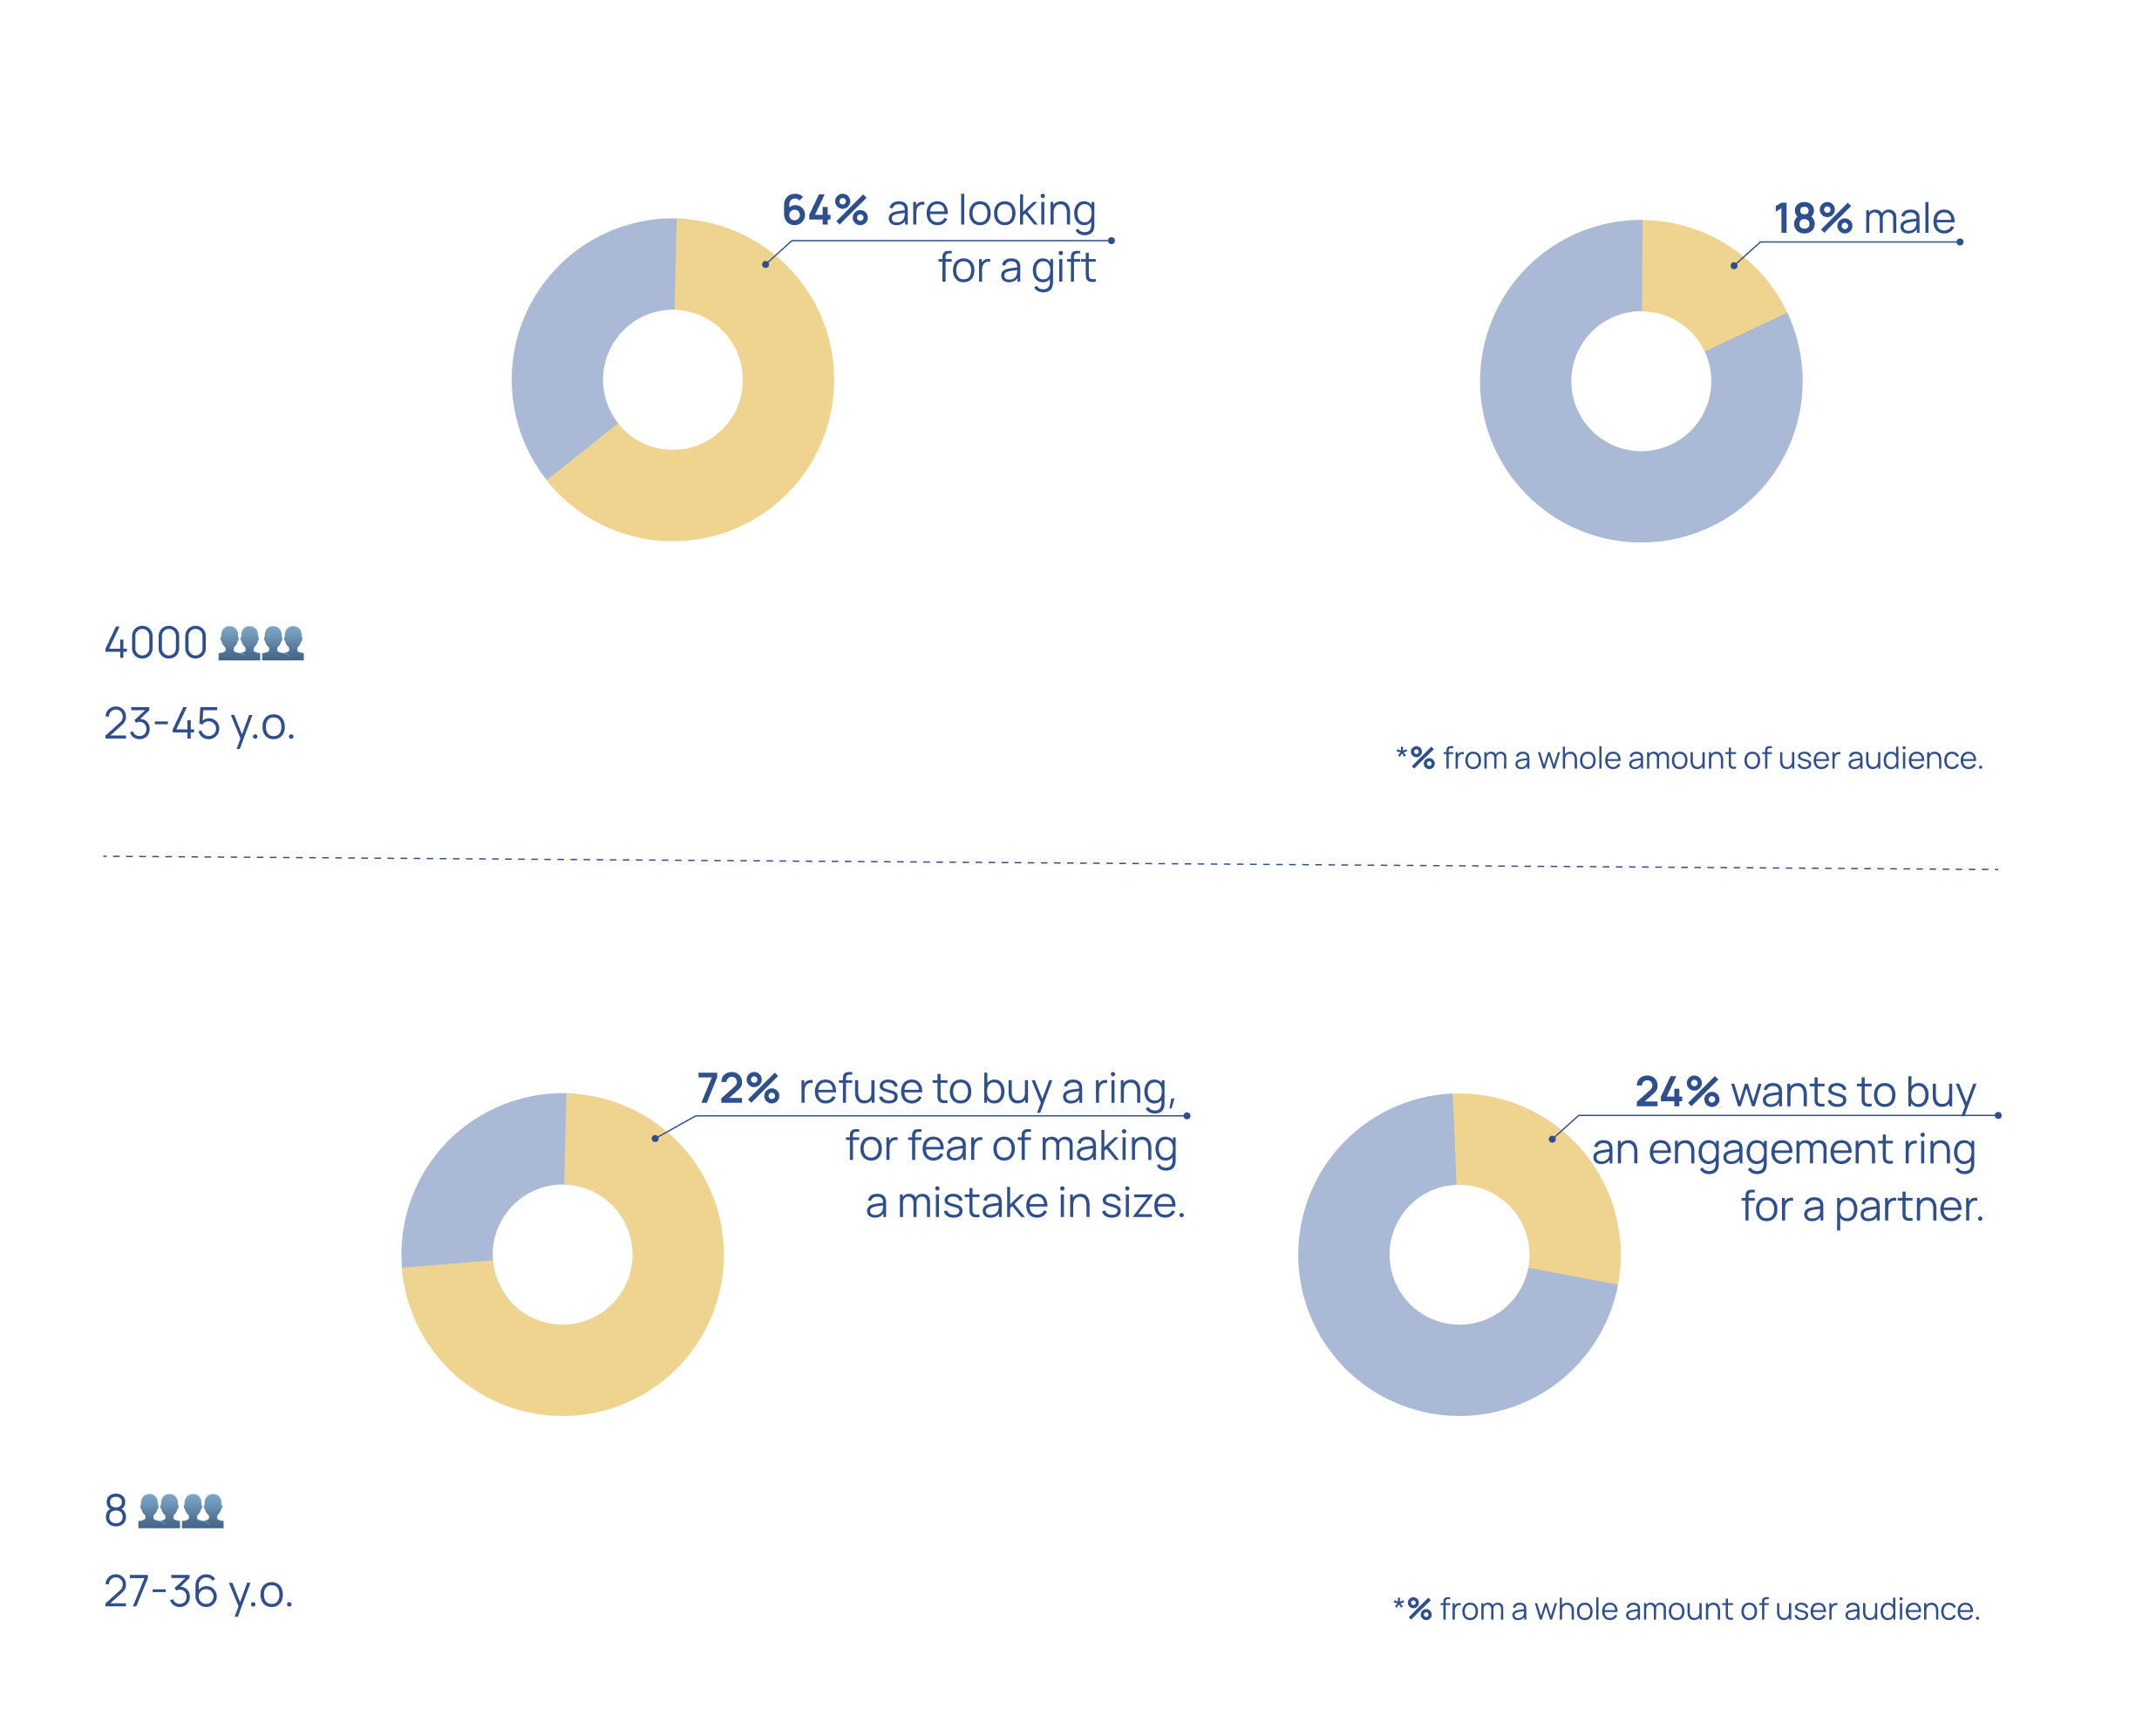 64% are looking
for a gift
18% male
4000
23-45 y.o.
*% from a whole amount of user audience.
72% refuse to buy a ring,
for fear of making
a mistake in size.
24% wants to buy
an engagement ring
for a partner.
8
27-36 y.o.
*% from whole amount of user audience.